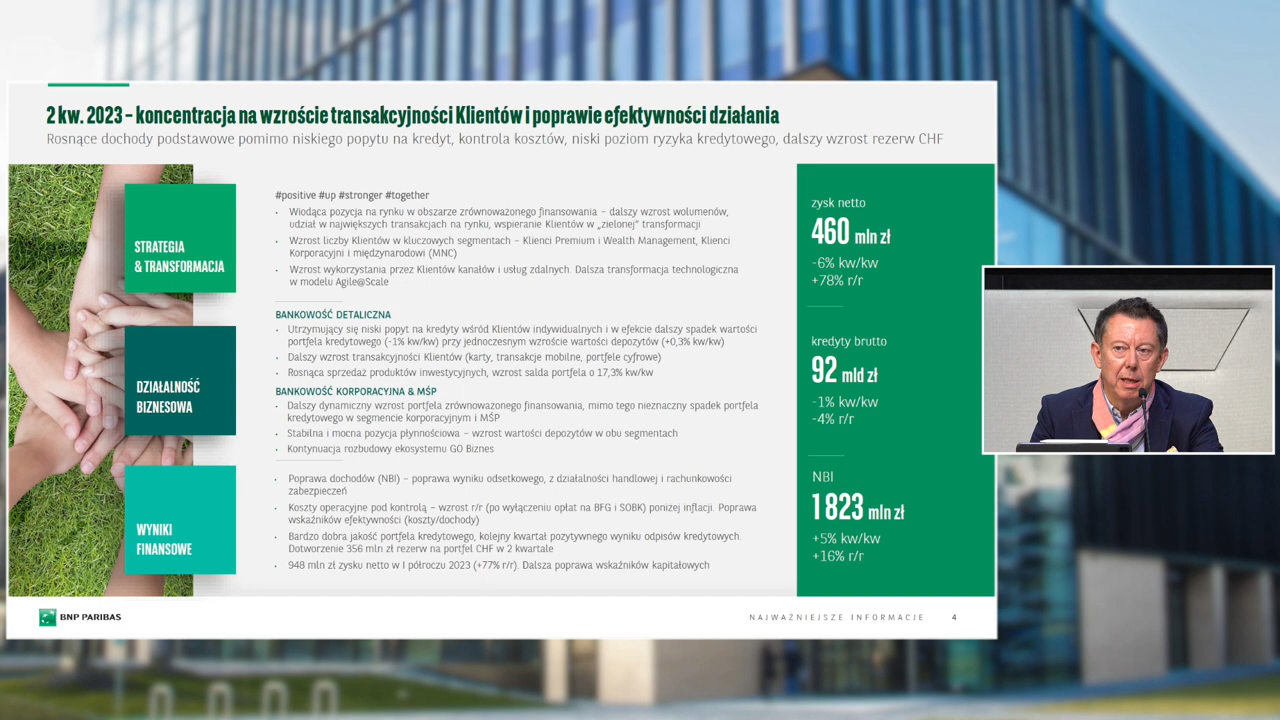 2 kw. 2023 – koncentracja na wzroście transakcyjności Klientów i poprawie efektywności działania
Rosnące dochody podstawowe pomimo niskiego popytu na kredyt, kontrola kosztów, niski poziom ryzyka kredytowego, dalszy wzrost rezerw CHF
STRATEGIA
& TRANSFORMACJA
#positive #up #stronger #together
• Wiodąca pozycja na rynku w obszarze zrównoważonego finansowania – dalszy wzrost wolumenów,
udział w największych transakcjach na rynku, wspieranie Klientów w „zielonej" transformacji
• Wzrost liczby Klientów w kluczowych segmentach – Klienci Premium i Wealth Management, Klienci
Korporacyjni i międzynarodowi (MNC)
• Wzrost wykorzystania przez Klientów kanałów i usług zdalnych. Dalsza transformacja technologiczna
w modelu Agile@Scale
DZIAŁALNOŚĆ
BIZNESOWA
BANKOWOŚĆ DETALICZNA
• Utrzymujący się niski popyt na kredyty wśród Klientów indywidualnych i w efekcie dalszy spadek wartości
portfela kredytowego (-1% kw/kw) przy jednoczesnym wzroście wartości depozytów (+0,3% kw/kw)
• Dalszy wzrost transakcyjności Klientów (karty, transakcje mobilne, portfele cyfrowe)
• Rosnąca sprzedaż produktów inwestycyjnych, wzrost salda portfela o 17,3% kw/kw
BANKOWOŚĆ KORPORACYJNA & MŚP
• Dalszy dynamiczny wzrost portfela zrównoważonego finansowania, mimo tego nieznaczny spadek portfela
kredytowego w segmencie korporacyjnym i MŚP
• Stabilna i mocna pozycja płynnościowa – wzrost wartości depozytów w obu segmentach
• Kontynuacja rozbudowy ekosystemu GO Biznes
WYNIKI
FINANSOWE
• Poprawa dochodów (NBI) – poprawa wyniku odsetkowego, z działalności handlowej i rachunkowości
zabezpieczeń
• Koszty operacyjne pod kontrolą – wzrost r/r (po wyłączeniu opłat na BFG i SOBK) poniżej inflacji. Poprawa
wskaźników efektywności (koszty/dochody)
• Bardzo dobra jakość portfela kredytowego, kolejny kwartał pozytywnego wyniku odpisów kredytowych.
Dotworzenie 356 mln zł rezerw na portfel CHF w 2 kwartale
• 948 mln zł zysku netto w I półroczu 2023 (+77% r/r). Dalsza poprawa wskaźników kapitałowych
zysk netto
460 mln zł
-6% kw/kw
+78% r/r
kredyty brutto
92 mld zł
-1% kw/kw
-4% r/r
NBI
1 823 mln zł
+5% kw/kw
+16% r/r
BNP PARIBAS
NAJWAŻNIEJSZE INFORMACJE 4